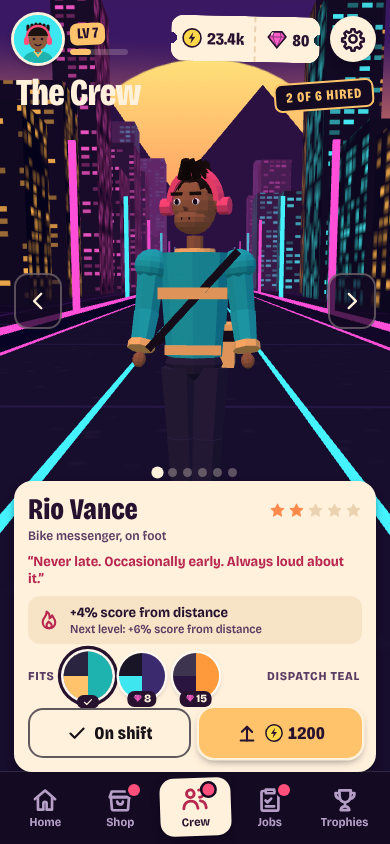 LV 7
23.4k
80
The Crew
2 OF 6 HIRED
Rio Vance
Bike messenger, on foot
“Never late. Occasionally early. Always loud about
it.”
+4% score from distance
Next level: +6% score from distance
FITS
8
15
DISPATCH TEAL
On shift
1200
Home
Shop
Crew
Jobs
Trophies